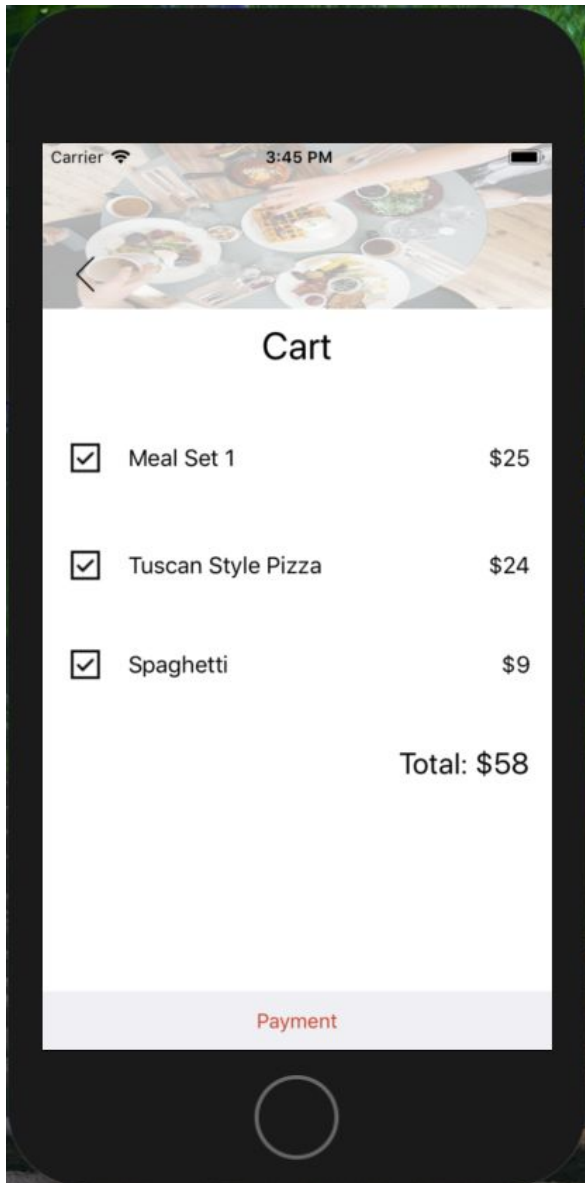 Carrier 3:45 PM
Cart
Meal Set 1 $25
Tuscan Style Pizza $24
Spaghetti $9
Total: $58
Payment